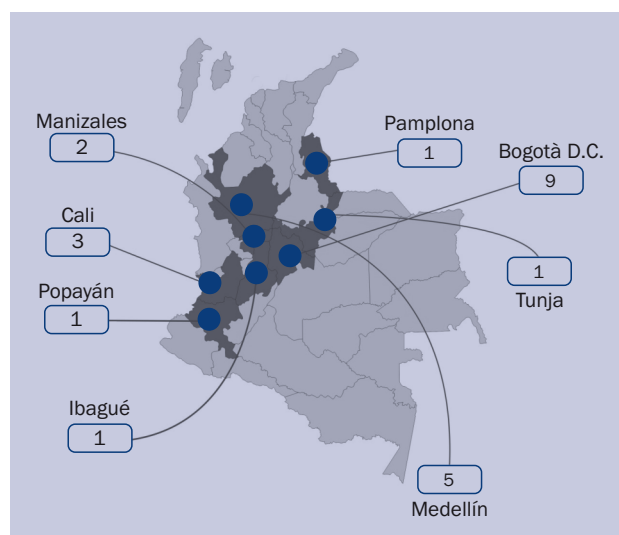 Manizales
2
Pamplona
1
Bogotà D.C.
9
Cali
3
Popayán
1
1
Tunja
Ibagué
1
5
Medellín